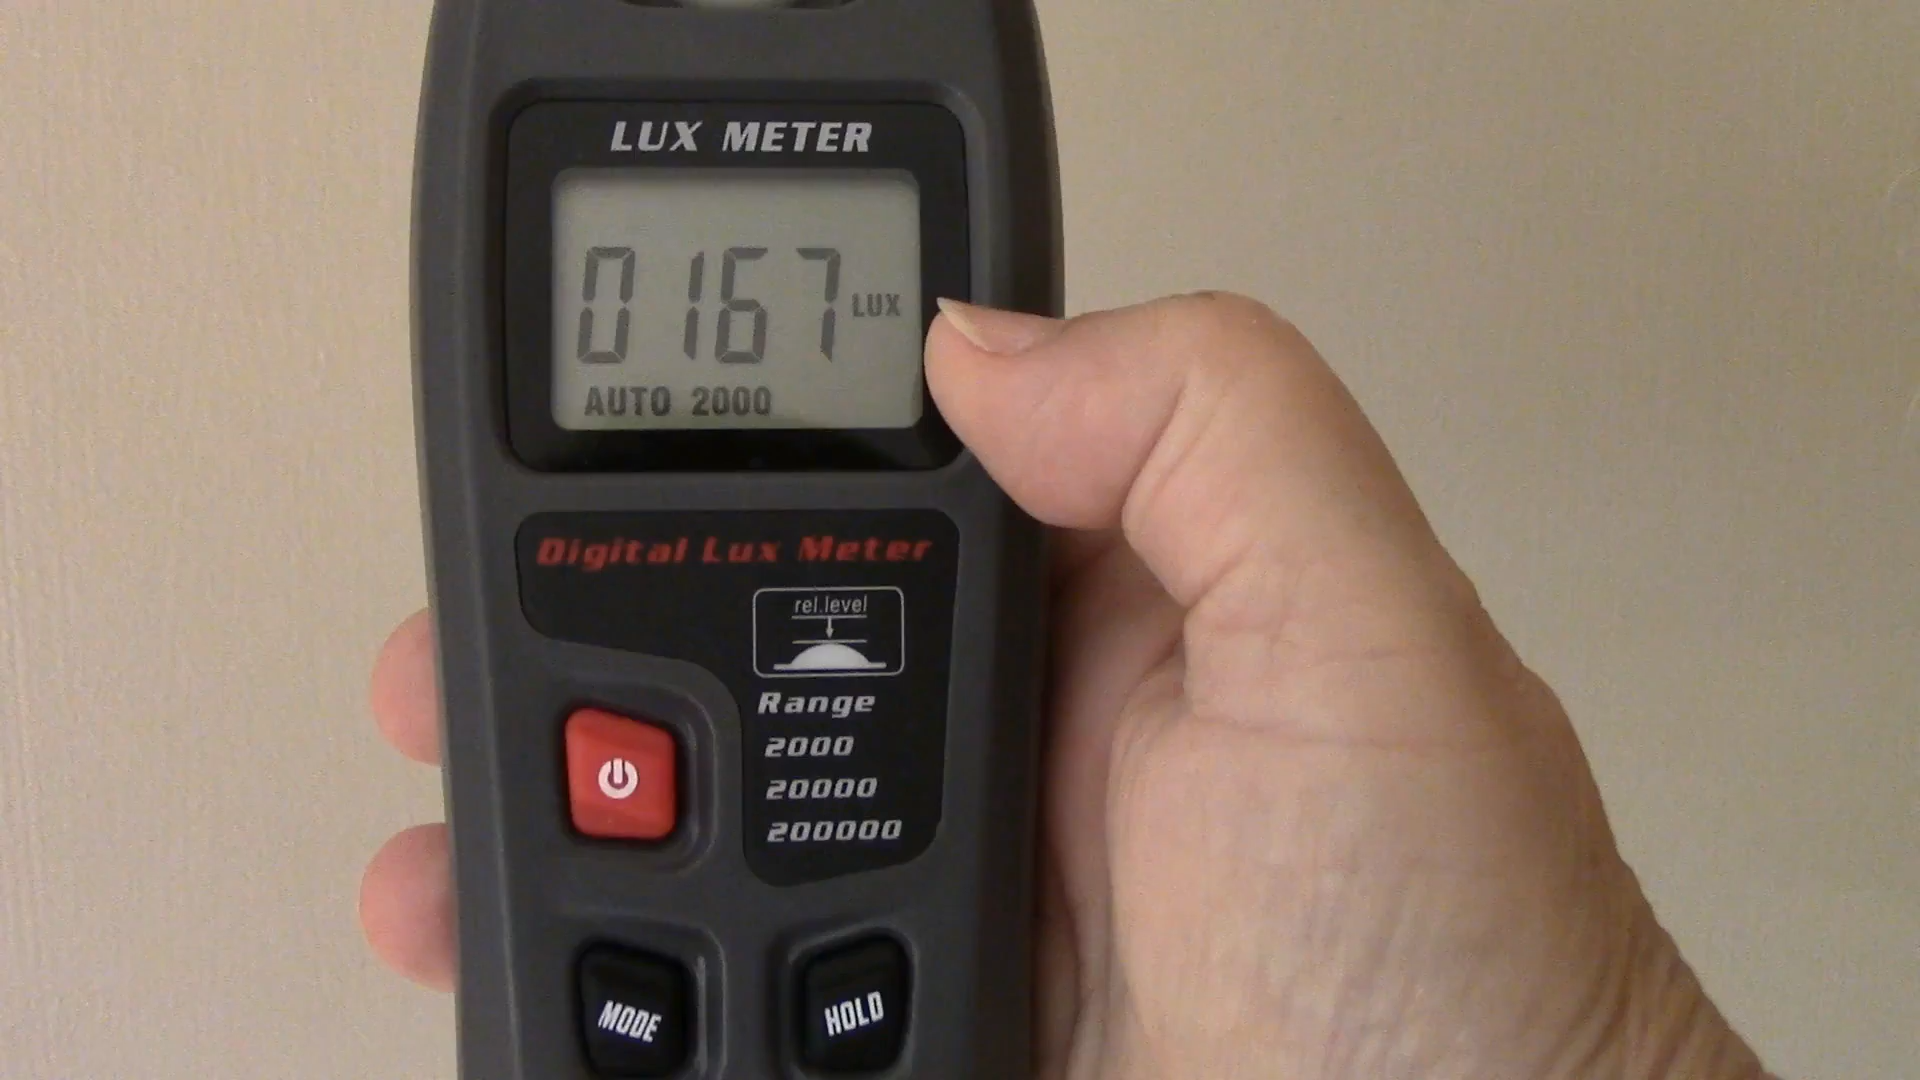 LUX METER
0167 LUX
AUTO 2000
Digital Lux Meter
rel.level
Range
2000
20000
200000
MODE
HOLD